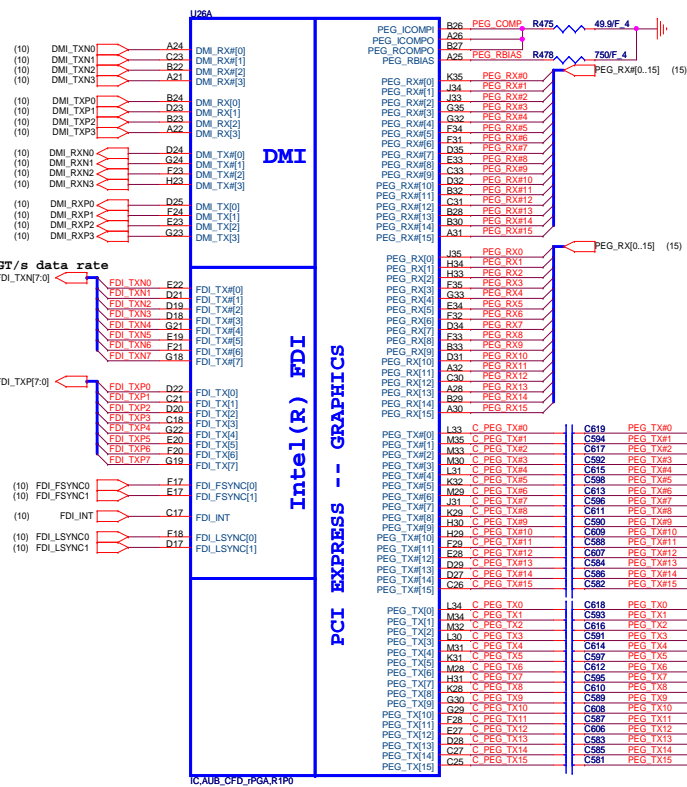 U26A
(10) DMI_TXN0 A24 DMI_RX#[0]
(10) DMI_TXN1 C23 DMI_RX#[1]
(10) DMI_TXN2 B22 DMI_RX#[2]
(10) DMI_TXN3 A21 DMI_RX#[3]
(10) DMI_TXP0 B24 DMI_RX[0]
(10) DMI_TXP1 D23 DMI_RX[1]
(10) DMI_TXP2 B23 DMI_RX[2]
(10) DMI_TXP3 A22 DMI_RX[3]
(10) DMI_RXN0 D24 DMI_TX#[0]
(10) DMI_RXN1 G24 DMI_TX#[1]
(10) DMI_RXN2 F23 DMI_TX#[2]
(10) DMI_RXN3 H23 DMI_TX#[3]
(10) DMI_RXP0 D25 DMI_TX[0]
(10) DMI_RXP1 F24 DMI_TX[1]
(10) DMI_RXP2 E23 DMI_TX[2]
(10) DMI_RXP3 G23 DMI_TX[3]
DMI
GT/s data rate
FDI_TXN[7:0]
FDI_TXN0 E22 FDI_TX#[0]
FDI_TXN1 D21 FDI_TX#[1]
FDI_TXN2 D19 FDI_TX#[2]
FDI_TXN3 D18 FDI_TX#[3]
FDI_TXN4 G21 FDI_TX#[4]
FDI_TXN5 E19 FDI_TX#[5]
FDI_TXN6 F21 FDI_TX#[6]
FDI_TXN7 G18 FDI_TX#[7]
FDI_TXP[7:0]
FDI_TXP0 D22 FDI_TX[0]
FDI_TXP1 C21 FDI_TX[1]
FDI_TXP2 D20 FDI_TX[2]
FDI_TXP3 C18 FDI_TX[3]
FDI_TXP4 G22 FDI_TX[4]
FDI_TXP5 E20 FDI_TX[5]
FDI_TXP6 F20 FDI_TX[6]
FDI_TXP7 G19 FDI_TX[7]
(10) FDI_FSYNC0 F17 FDI_FSYNC[0]
(10) FDI_FSYNC1 E17 FDI_FSYNC[1]
(10) FDI_INT C17 FDI_INT
(10) FDI_LSYNC0 F18 FDI_LSYNC[0]
(10) FDI_LSYNC1 D17 FDI_LSYNC[1]
Intel(R) FDI
PCI EXPRESS -- GRAPHICS
PEG_ICOMPI B26 PEG_COMP R475 49.9/F_4
PEG_ICOMPO A26
PEG_RCOMPO B27
PEG_RBIAS A25 PEG_RBIAS R478 750/F_4
PEG_RX#[0..15] (15)
PEG_RX#[0] K35 PEG_RX#0
PEG_RX#[1] J34 PEG_RX#1
PEG_RX#[2] J33 PEG_RX#2
PEG_RX#[3] G35 PEG_RX#3
PEG_RX#[4] G32 PEG_RX#4
PEG_RX#[5] F34 PEG_RX#5
PEG_RX#[6] F31 PEG_RX#6
PEG_RX#[7] D35 PEG_RX#7
PEG_RX#[8] E33 PEG_RX#8
PEG_RX#[9] C33 PEG_RX#9
PEG_RX#[10] D32 PEG_RX#10
PEG_RX#[11] B32 PEG_RX#11
PEG_RX#[12] C31 PEG_RX#12
PEG_RX#[13] B28 PEG_RX#13
PEG_RX#[14] B30 PEG_RX#14
PEG_RX#[15] A31 PEG_RX#15
PEG_RX[0..15] (15)
PEG_RX[0] J35 PEG_RX0
PEG_RX[1] H34 PEG_RX1
PEG_RX[2] H33 PEG_RX2
PEG_RX[3] F35 PEG_RX3
PEG_RX[4] G33 PEG_RX4
PEG_RX[5] E34 PEG_RX5
PEG_RX[6] F32 PEG_RX6
PEG_RX[7] D34 PEG_RX7
PEG_RX[8] F33 PEG_RX8
PEG_RX[9] B33 PEG_RX9
PEG_RX[10] D31 PEG_RX10
PEG_RX[11] A32 PEG_RX11
PEG_RX[12] C30 PEG_RX12
PEG_RX[13] A28 PEG_RX13
PEG_RX[14] B29 PEG_RX14
PEG_RX[15] A30 PEG_RX15
PEG_TX#[0] L33 C_PEG_TX#0 C619 PEG_TX#0
PEG_TX#[1] M35 C_PEG_TX#1 C594 PEG_TX#1
PEG_TX#[2] M33 C_PEG_TX#2 C617 PEG_TX#2
PEG_TX#[3] M30 C_PEG_TX#3 C592 PEG_TX#3
PEG_TX#[4] L31 C_PEG_TX#4 C615 PEG_TX#4
PEG_TX#[5] K32 C_PEG_TX#5 C598 PEG_TX#5
PEG_TX#[6] M29 C_PEG_TX#6 C613 PEG_TX#6
PEG_TX#[7] J31 C_PEG_TX#7 C596 PEG_TX#7
PEG_TX#[8] K29 C_PEG_TX#8 C611 PEG_TX#8
PEG_TX#[9] H30 C_PEG_TX#9 C590 PEG_TX#9
PEG_TX#[10] H29 C_PEG_TX#10 C609 PEG_TX#10
PEG_TX#[11] F29 C_PEG_TX#11 C588 PEG_TX#11
PEG_TX#[12] E28 C_PEG_TX#12 C607 PEG_TX#12
PEG_TX#[13] D29 C_PEG_TX#13 C584 PEG_TX#13
PEG_TX#[14] D27 C_PEG_TX#14 C586 PEG_TX#14
PEG_TX#[15] C26 C_PEG_TX#15 C582 PEG_TX#15
PEG_TX[0] L34 C_PEG_TX0 C618 PEG_TX0
PEG_TX[1] M34 C_PEG_TX1 C593 PEG_TX1
PEG_TX[2] M32 C_PEG_TX2 C616 PEG_TX2
PEG_TX[3] L30 C_PEG_TX3 C591 PEG_TX3
PEG_TX[4] M31 C_PEG_TX4 C614 PEG_TX4
PEG_TX[5] K31 C_PEG_TX5 C597 PEG_TX5
PEG_TX[6] M28 C_PEG_TX6 C612 PEG_TX6
PEG_TX[7] H31 C_PEG_TX7 C595 PEG_TX7
PEG_TX[8] K28 C_PEG_TX8 C610 PEG_TX8
PEG_TX[9] G30 C_PEG_TX9 C589 PEG_TX9
PEG_TX[10] G29 C_PEG_TX10 C608 PEG_TX10
PEG_TX[11] F28 C_PEG_TX11 C587 PEG_TX11
PEG_TX[12] E27 C_PEG_TX12 C606 PEG_TX12
PEG_TX[13] D28 C_PEG_TX13 C583 PEG_TX13
PEG_TX[14] C27 C_PEG_TX14 C585 PEG_TX14
PEG_TX[15] C25 C_PEG_TX15 C581 PEG_TX15
IC,AUB_CFD_rPGA,R1P0